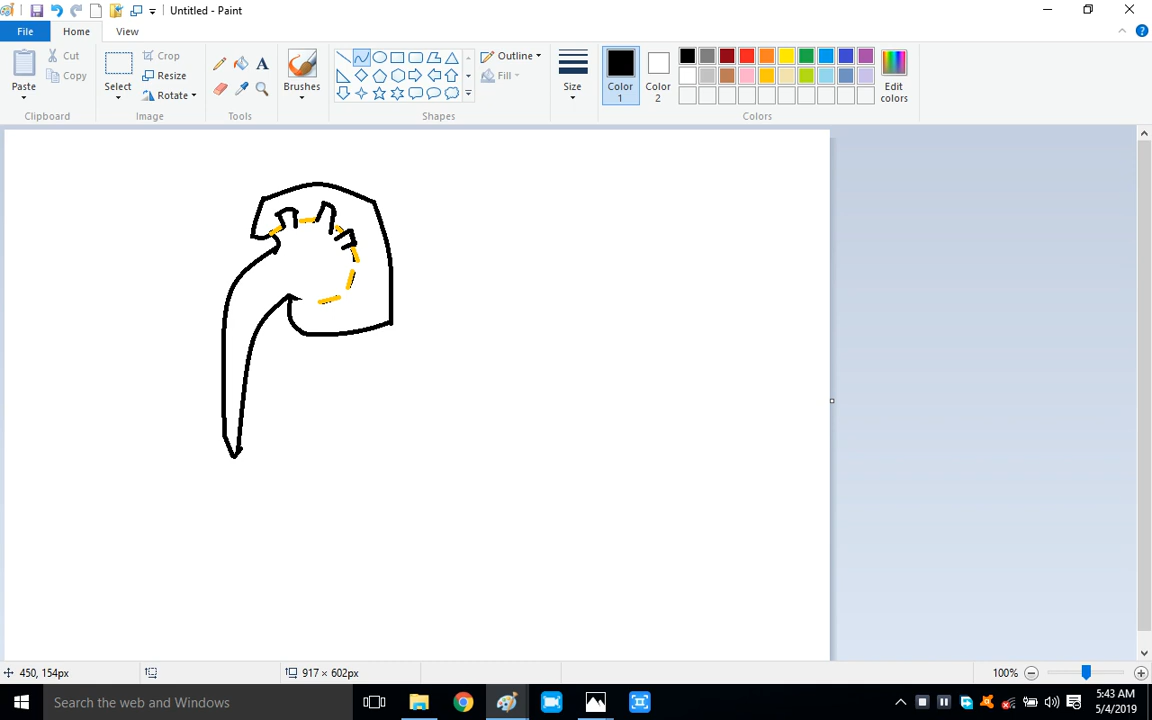 Untitled - Paint
File
Home
View
Paste
Cut
Copy
Clipboard
Select
Crop
Resize
Rotate
Image
A
Tools
Brushes
Outline
Fill
Shapes
Size
Color 1
Color 2
Edit colors
Colors
450, 154px
917 × 602px
100%
Search the web and Windows
5:43 AM
5/4/2019